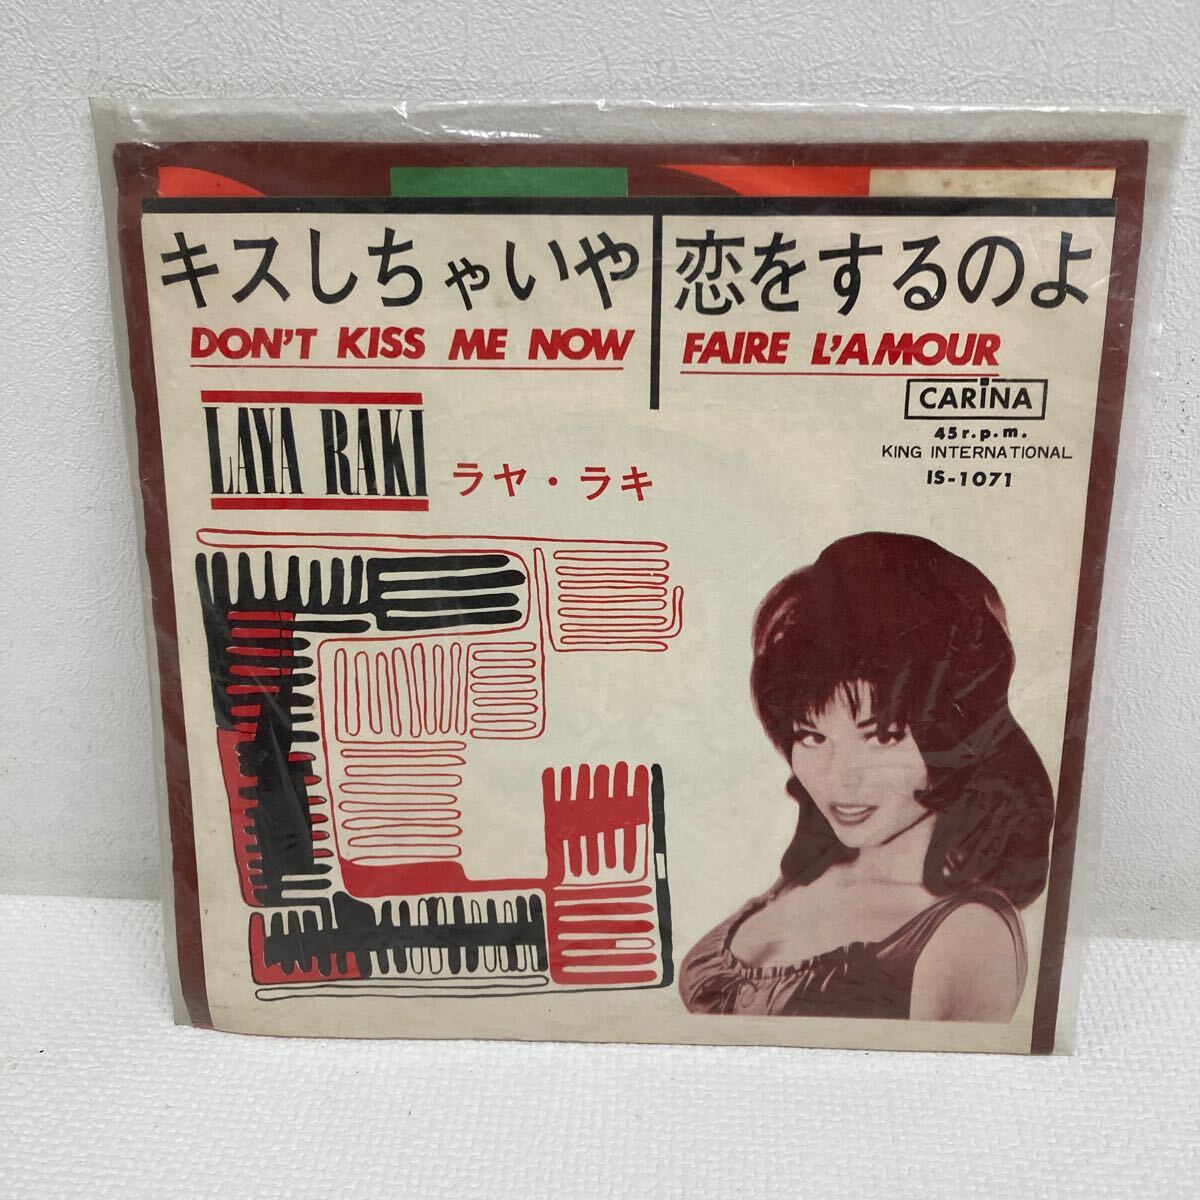 キスしちゃいや
DON'T KISS ME NOW
恋をするのよ
FAIRE L'AMOUR
CARiNA
45 r.p.m.
KING INTERNATIONAL
IS-1071
LAYA RAKI
ラヤ・ラキ